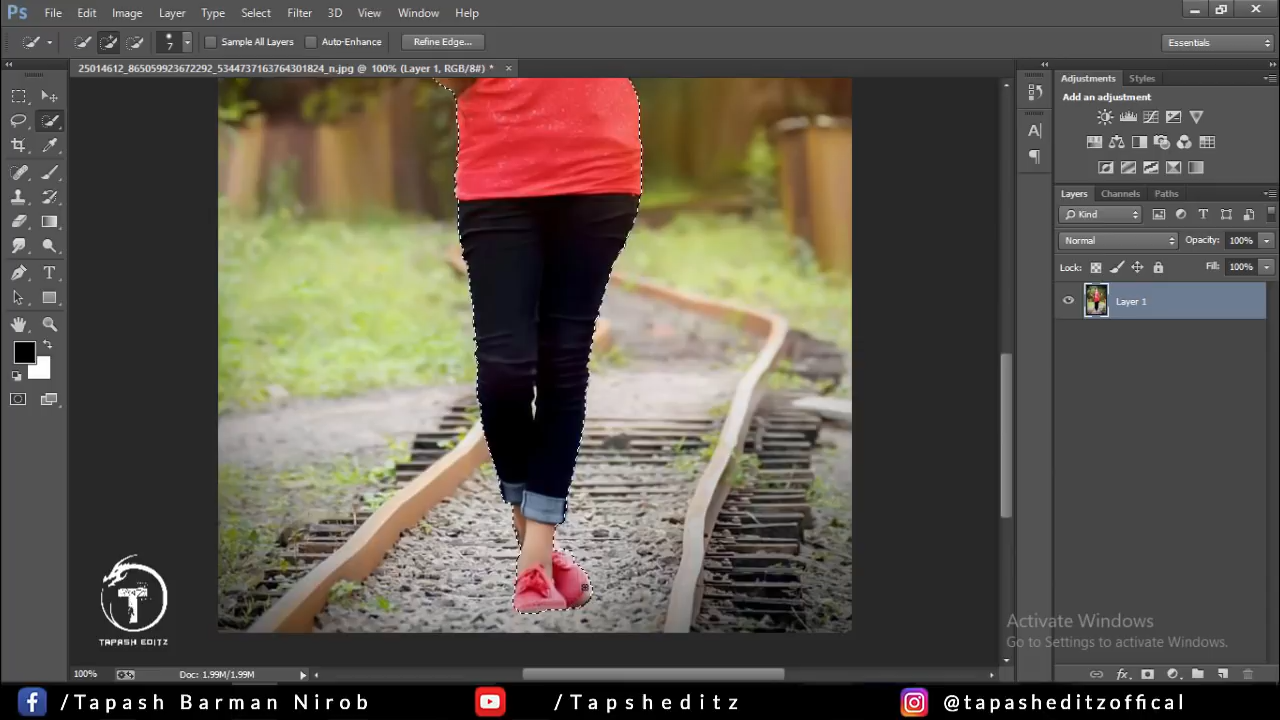 Ps File Edit Image Layer Type Select Filter 3D View Window Help
7 Sample All Layers Auto-Enhance Refine Edge... Essentials
25014612_865059923672292_5344737163764301824_n.jpg @ 100% (Layer 1, RGB/8#) * ×
Adjustments Styles
Add an adjustment
Layers Channels Paths
Kind
Normal Opacity: 100%
Lock: Fill: 100%
Layer 1
T
TAPASH EDITZ
Activate Windows
Go to Settings to activate Windows.
100% Doc: 1.99M/1.99M
/Tapash Barman Nirob /Tapsheditz @tapasheditzoffical